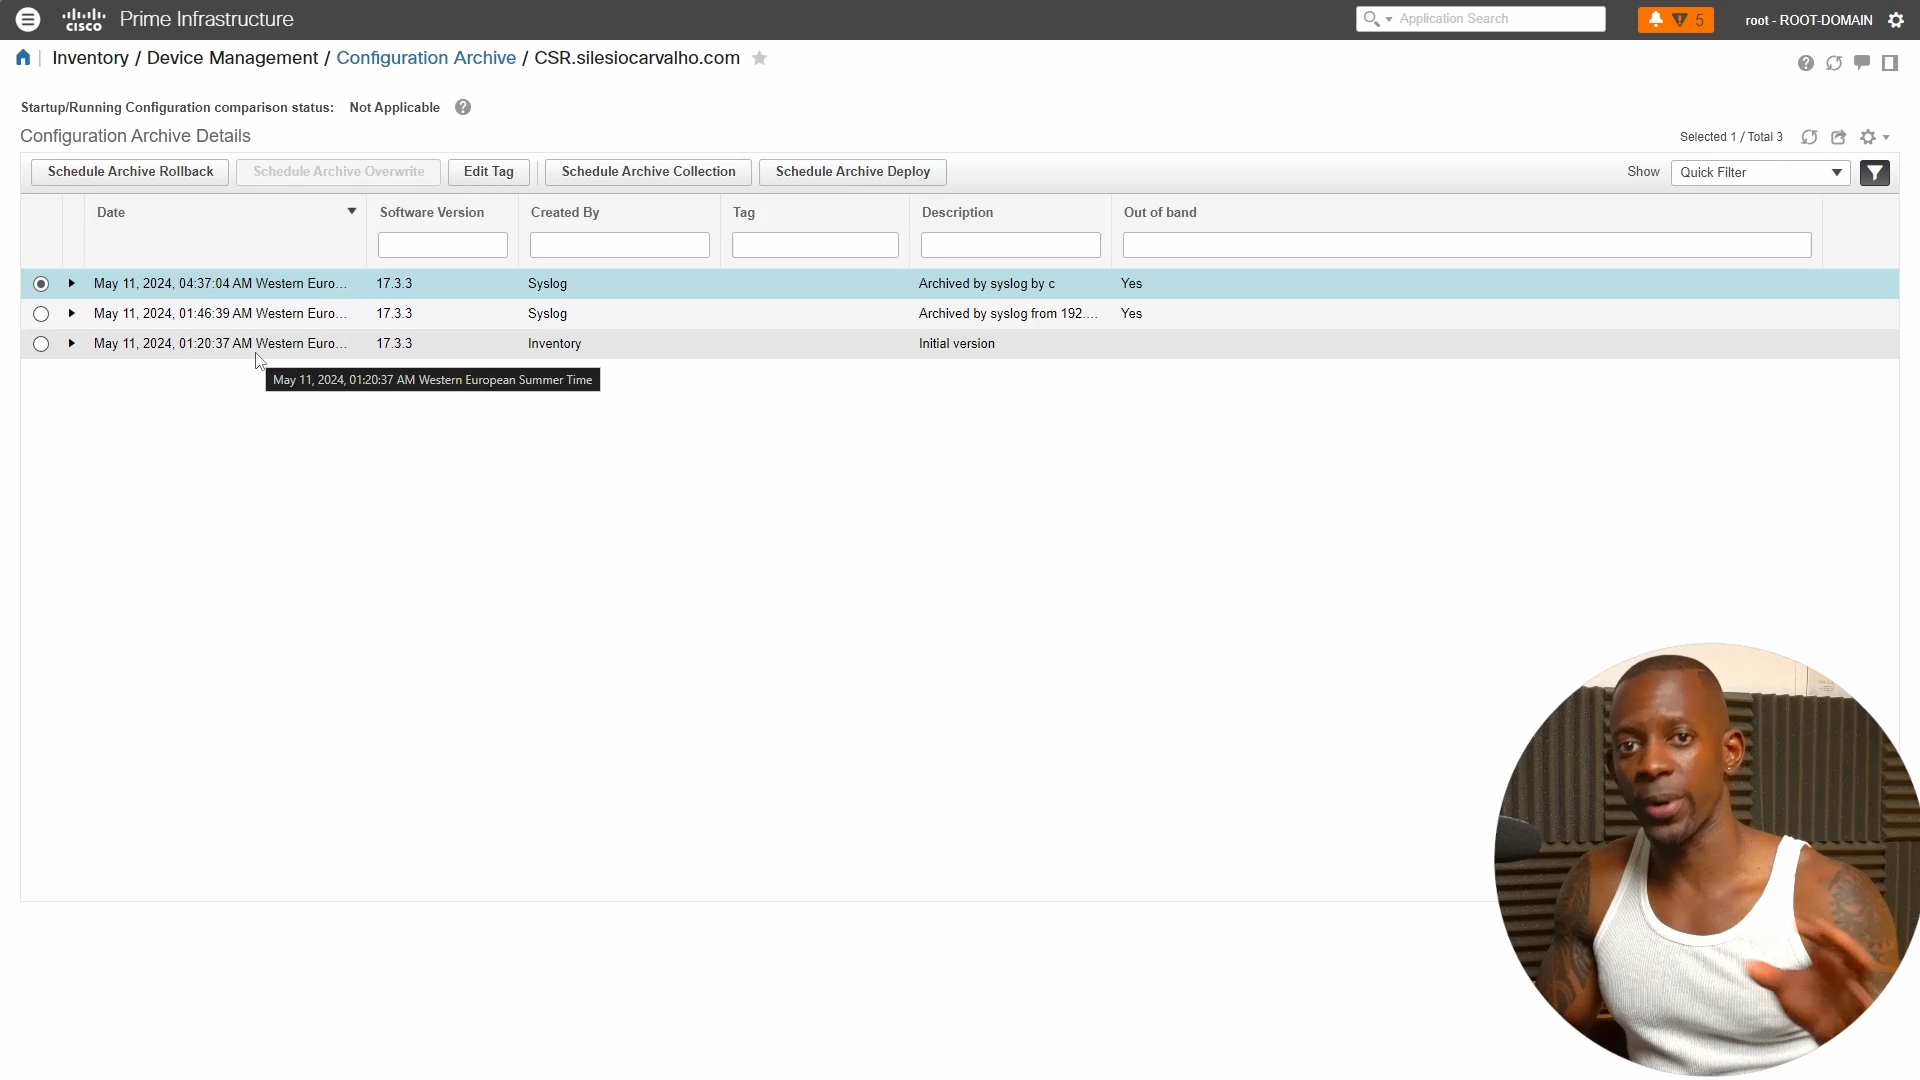 cisco Prime Infrastructure
Application Search
5
root - ROOT-DOMAIN
Inventory / Device Management / Configuration Archive / CSR.silesiocarvalho.com
Startup/Running Configuration comparison status: Not Applicable
Configuration Archive Details
Selected 1 / Total 3
Schedule Archive Rollback
Schedule Archive Overwrite
Edit Tag
Schedule Archive Collection
Schedule Archive Deploy
Show
Quick Filter
Date
Software Version
Created By
Tag
Description
Out of band
May 11, 2024, 04:37:04 AM Western Euro... 17.3.3 Syslog Archived by syslog by c Yes
May 11, 2024, 01:46:39 AM Western Euro... 17.3.3 Syslog Archived by syslog from 192.... Yes
May 11, 2024, 01:20:37 AM Western Euro... 17.3.3 Inventory Initial version
May 11, 2024, 01:20:37 AM Western European Summer Time